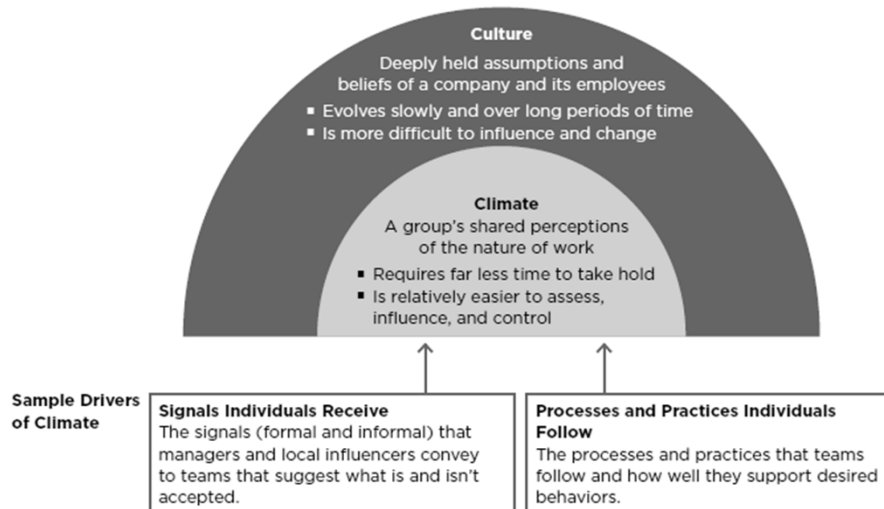 Culture
Deeply held assumptions and
beliefs of a company and its employees
▪ Evolves slowly and over long periods of time
▪ Is more difficult to influence and change
Climate
A group's shared perceptions
of the nature of work
▪ Requires far less time to take hold
▪ Is relatively easier to assess,
influence, and control
Sample Drivers
of Climate
Signals Individuals Receive
The signals (formal and informal) that
managers and local influencers convey
to teams that suggest what is and isn't
accepted.
Processes and Practices Individuals
Follow
The processes and practices that teams
follow and how well they support desired
behaviors.